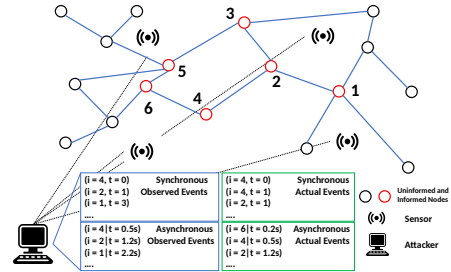 3
5
2
6
4
1
(i = 4, t = 0) Synchronous
(i = 2, t = 1) Observed Events
(i = 1, t = 3)
....
(i = 4, t = 0) Synchronous
(i = 4, t = 1) Actual Events
(i = 2, t = 1)
....
(i = 4|t = 0.5s) Asynchronous
(i = 2|t = 1.2s) Observed Events
(i = 1|t = 2.2s)
....
(i = 6|t = 0.2s) Asynchronous
(i = 4|t = 0.5s) Actual Events
(i = 2|t = 1.2s)
....
Uninformed and
Informed Nodes
Sensor
Attacker